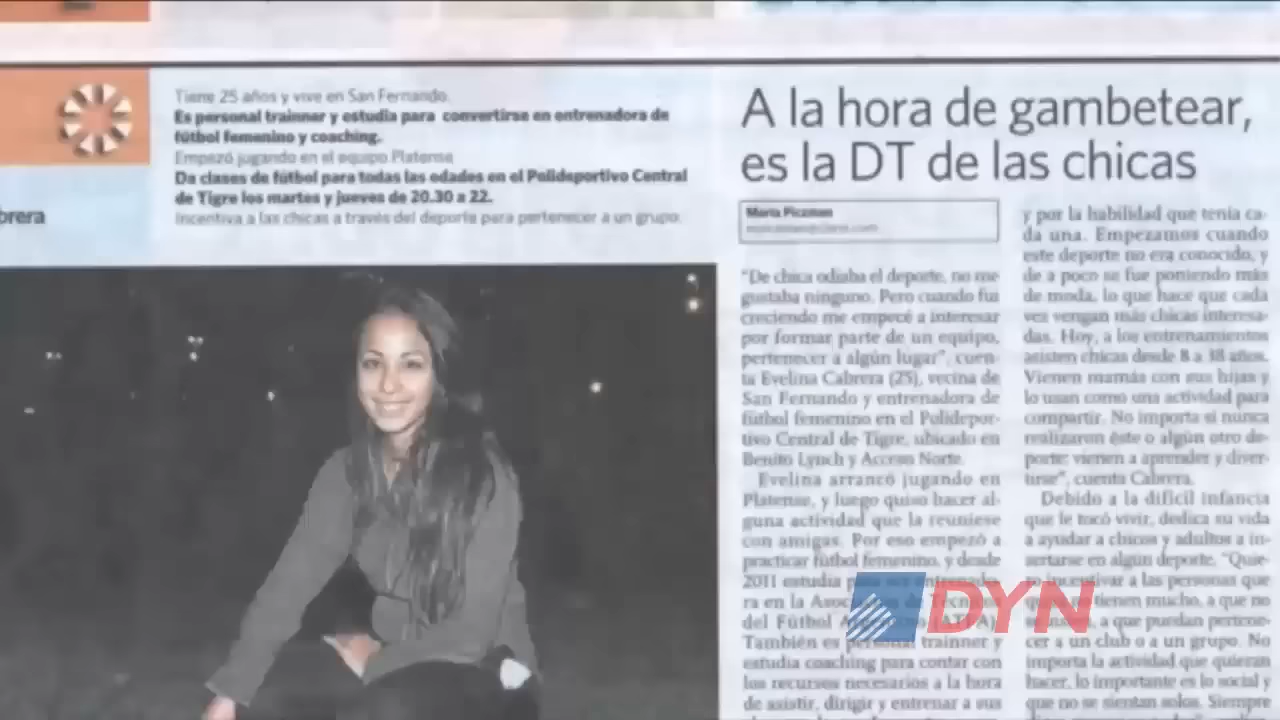 brera
Tiene 25 años y vive en San Fernando.
Es personal trainner y estudia para convertirse en entrenadora de
fútbol femenino y coaching.
Empezó jugando en el equipo Platense
Da clases de fútbol para todas las edades en el Polideportivo Central
de Tigre los martes y jueves de 20.30 a 22.
Incentiva a las chicas a través del deporte para pertenecer a un grupo.
A la hora de gambetear,
es la DT de las chicas
María
"De chica odiaba el deporte, no me
gustaba ninguno. Pero cuando fui
creciendo me empecé a interesar
por formar parte de un equipo,
pertenecer a algún lugar", cuen-
ta Evelina Cabrera (25), vecina de
San Fernando y entrenadora de
fútbol femenino en el Polidepor-
tivo Central de Tigre, ubicado en
Benito Lynch y Acceso Norte.
Evelina arrancó jugando en
Platense, y luego quiso hacer al-
guna actividad que la reuniese
con amigas. Por eso empezó a
practicar fútbol femenino, y desde
2011 estudia para ser entrenado-
ra en la Asociación de Técnicos
del Fútbol Argentino (ATFA).
También es personal trainner y
estudia coaching para contar con
los recursos necesarios a la hora
de asistir, dirigir y entrenar a sus
y por la habilidad que tenía ca-
da una. Empezamos cuando
este deporte no era conocido, y
de a poco se fue poniendo más
de moda, lo que hace que cada
vez vengan más chicas interesa-
das. Hoy, a los entrenamientos
asisten chicas desde 8 a 38 años.
Vienen mamás con sus hijas y
lo usan como una actividad para
compartir. No importa si nunca
realizaron éste o algún otro de-
porte: vienen a aprender y diver-
tirse", cuenta Cabrera.
Debido a la difícil infancia
que le tocó vivir, dedica su vida
a ayudar a chicos y adultos a in-
sertarse en algún deporte. "Quie-
ro incentivar a las personas que
que no tienen mucho, a que no
a que puedan pertene-
cer a un club o a un grupo. No
importa la actividad que quieran
hacer, lo importante es lo social y
que no se sientan solos. Siempre
DYN